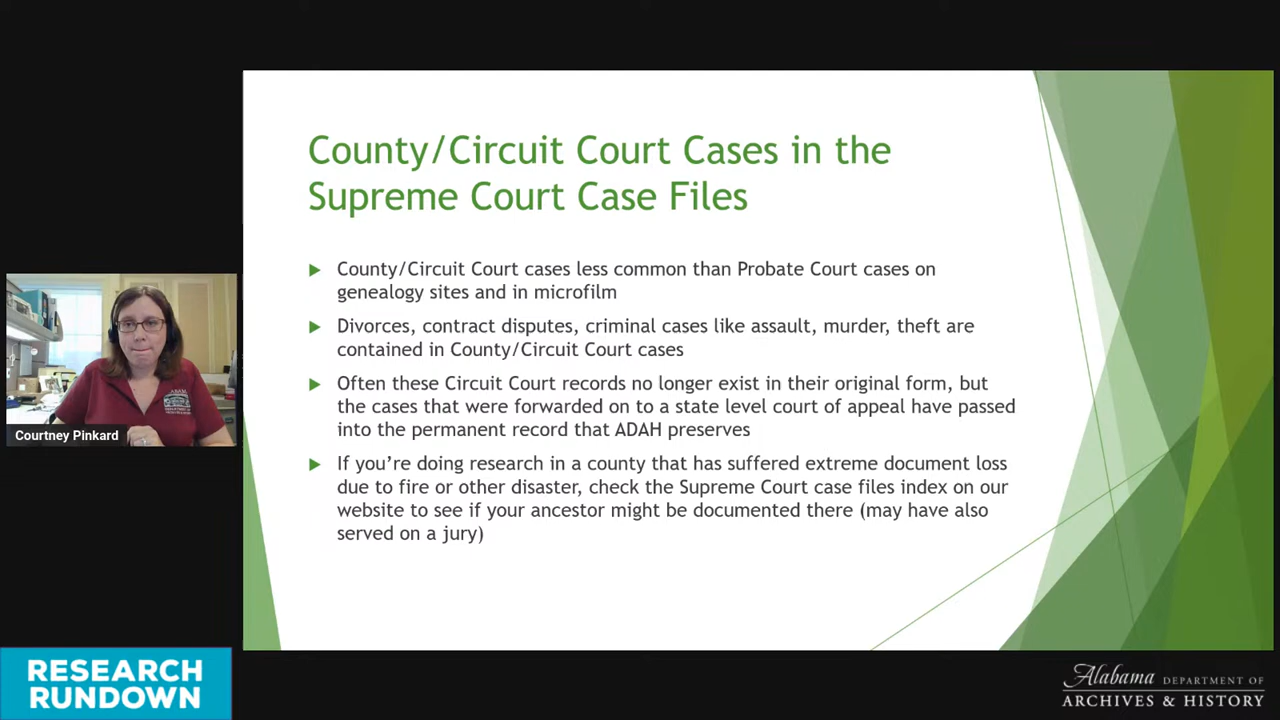 County/Circuit Court Cases in the
Supreme Court Case Files
County/Circuit Court cases less common than Probate Court cases on
genealogy sites and in microfilm
Divorces, contract disputes, criminal cases like assault, murder, theft are
contained in County/Circuit Court cases
Often these Circuit Court records no longer exist in their original form, but
the cases that were forwarded on to a state level court of appeal have passed
into the permanent record that ADAH preserves
If you’re doing research in a county that has suffered extreme document loss
due to fire or other disaster, check the Supreme Court case files index on our
website to see if your ancestor might be documented there (may have also
served on a jury)
Courtney Pinkard
RESEARCH
RUNDOWN
Alabama DEPARTMENT OF
ARCHIVES & HISTORY